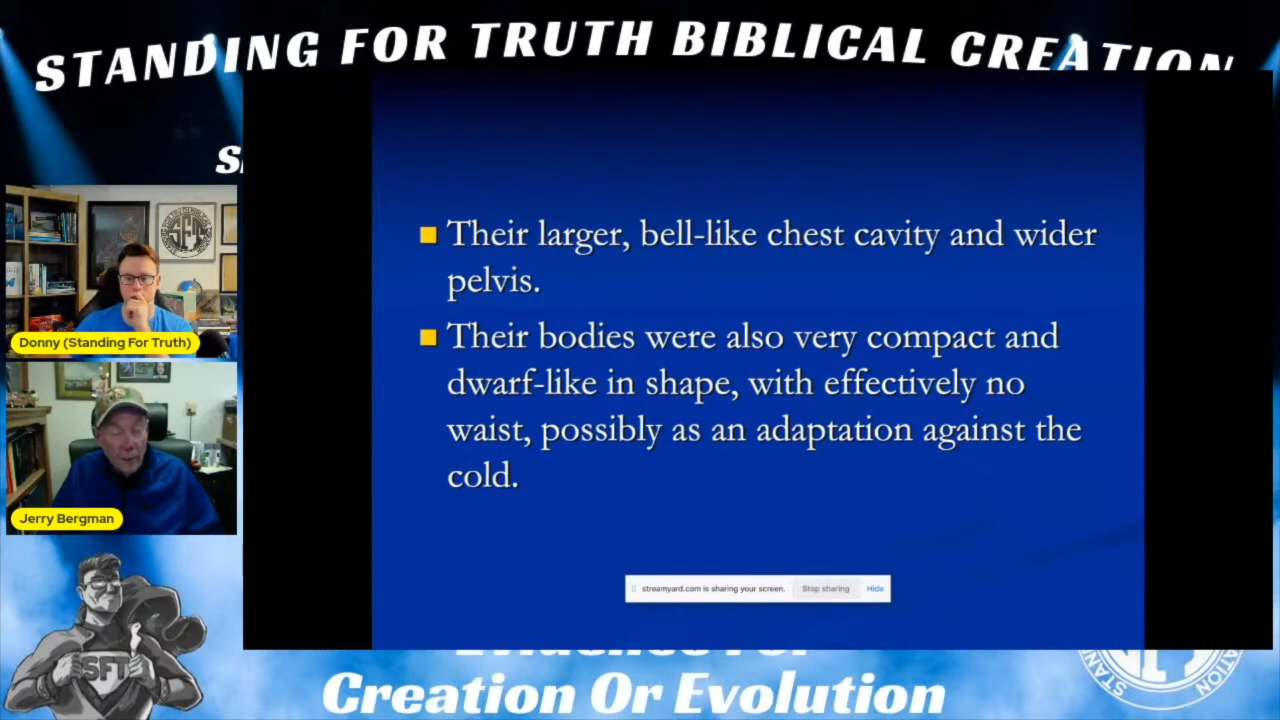 STANDING FOR TRUTH BIBLICAL CREATION
Their larger, bell-like chest cavity and wider
pelvis.
Their bodies were also very compact and
dwarf-like in shape, with effectively no
waist, possibly as an adaptation against the
cold.
SFT
Donny (Standing For Truth)
Jerry Bergman
streamyard.com is sharing your screen. Stop sharing Hide
SFT
Creation Or Evolution